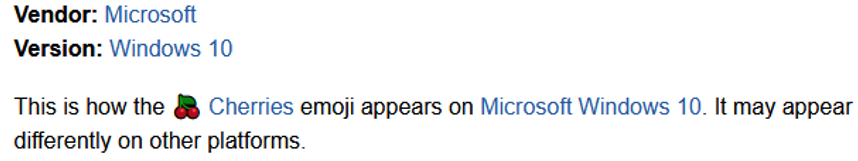 Vendor: Microsoft
Version: Windows 10
This is how the 🍒 Cherries emoji appears on Microsoft Windows 10. It may appear
differently on other platforms.